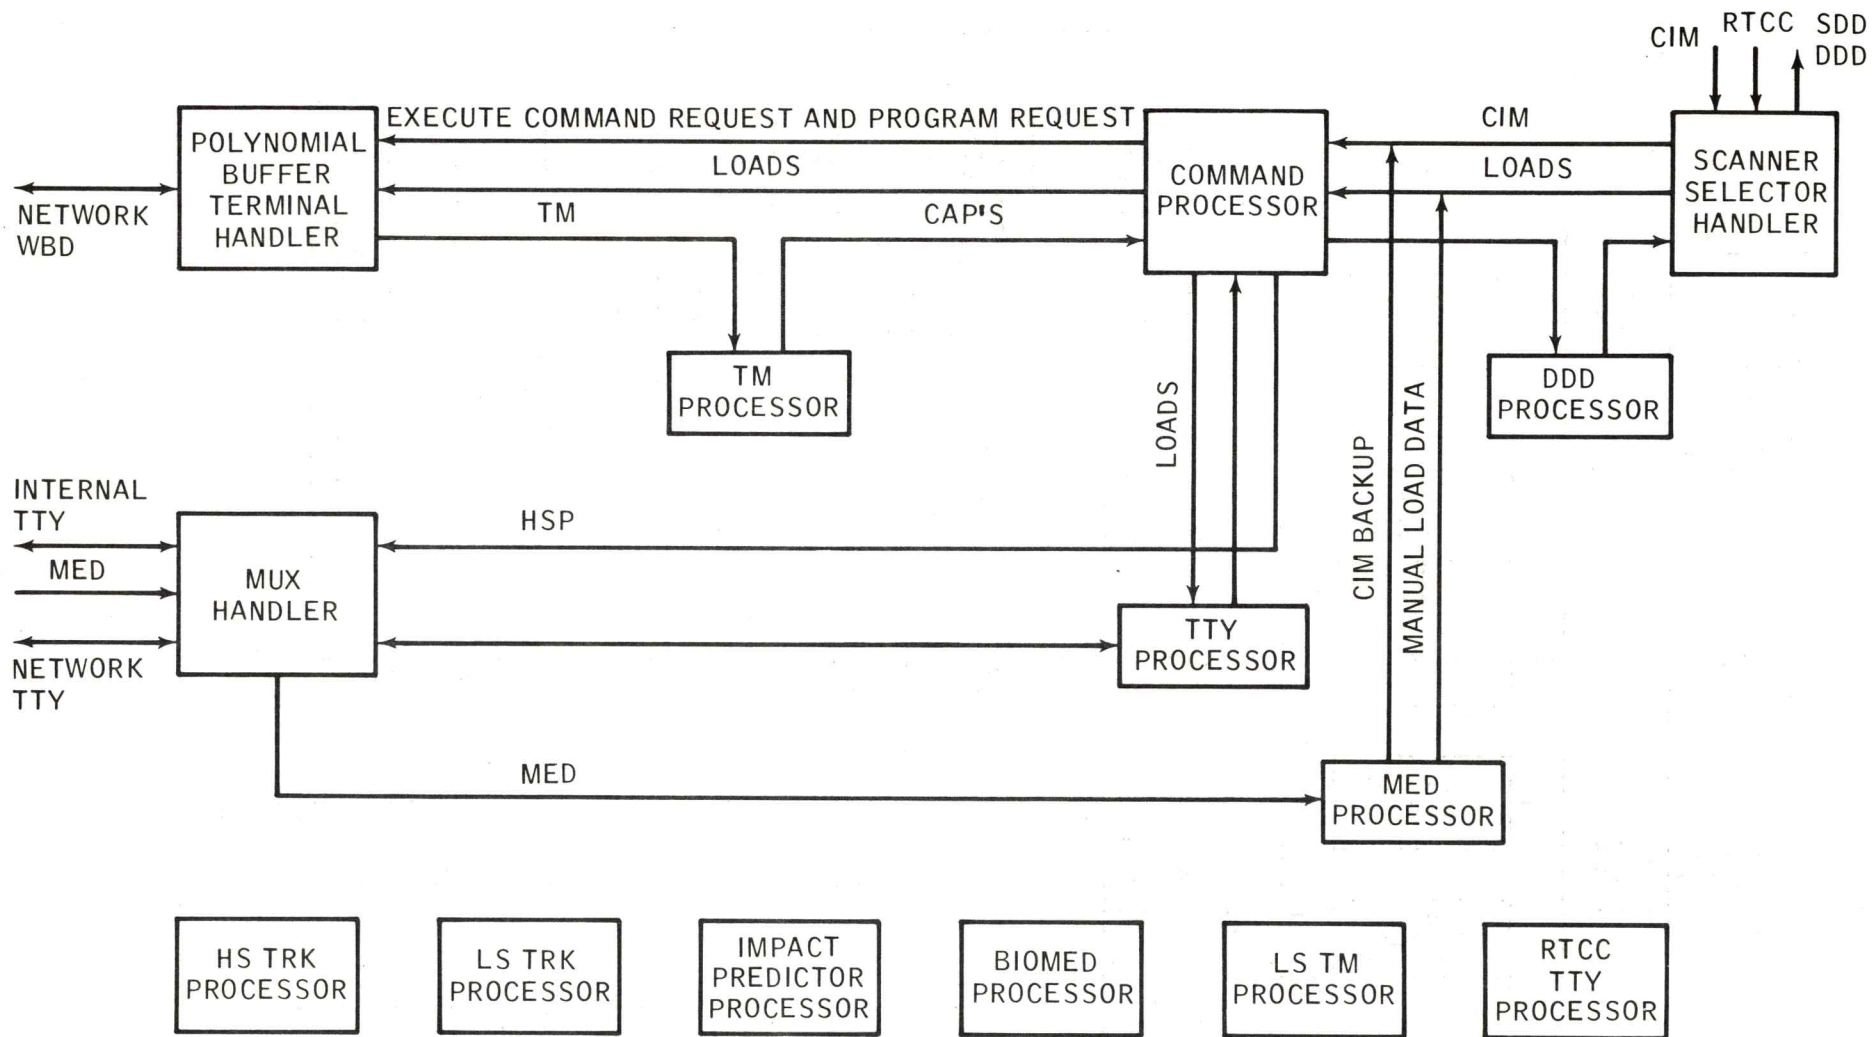 CIM
RTCC
SDD
DDD
EXECUTE COMMAND REQUEST AND PROGRAM REQUEST
POLYNOMIAL
BUFFER
TERMINAL
HANDLER
NETWORK
WBD
LOADS
TM
CAP'S
COMMAND
PROCESSOR
CIM
LOADS
SCANNER
SELECTOR
HANDLER
TM
PROCESSOR
DDD
PROCESSOR
LOADS
CIM BACKUP
MANUAL LOAD DATA
INTERNAL
TTY
MED
NETWORK
TTY
MUX
HANDLER
HSP
TTY
PROCESSOR
MED
MED
PROCESSOR
HS TRK
PROCESSOR
LS TRK
PROCESSOR
IMPACT
PREDICTOR
PROCESSOR
BIOMED
PROCESSOR
LS TM
PROCESSOR
RTCC
TTY
PROCESSOR